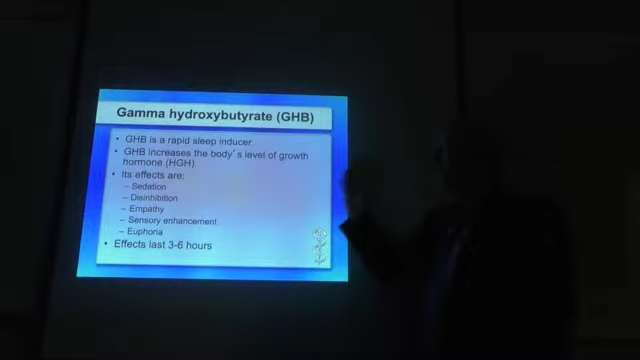 Gamma hydroxybutyrate (GHB)
• GHB is a rapid sleep inducer.
• GHB increases the body's level of growth
hormone (HGH).
• Its effects are:
– Sedation
– Disinhibition
– Empathy
– Sensory enhancement
– Euphoria
• Effects last 3-6 hours